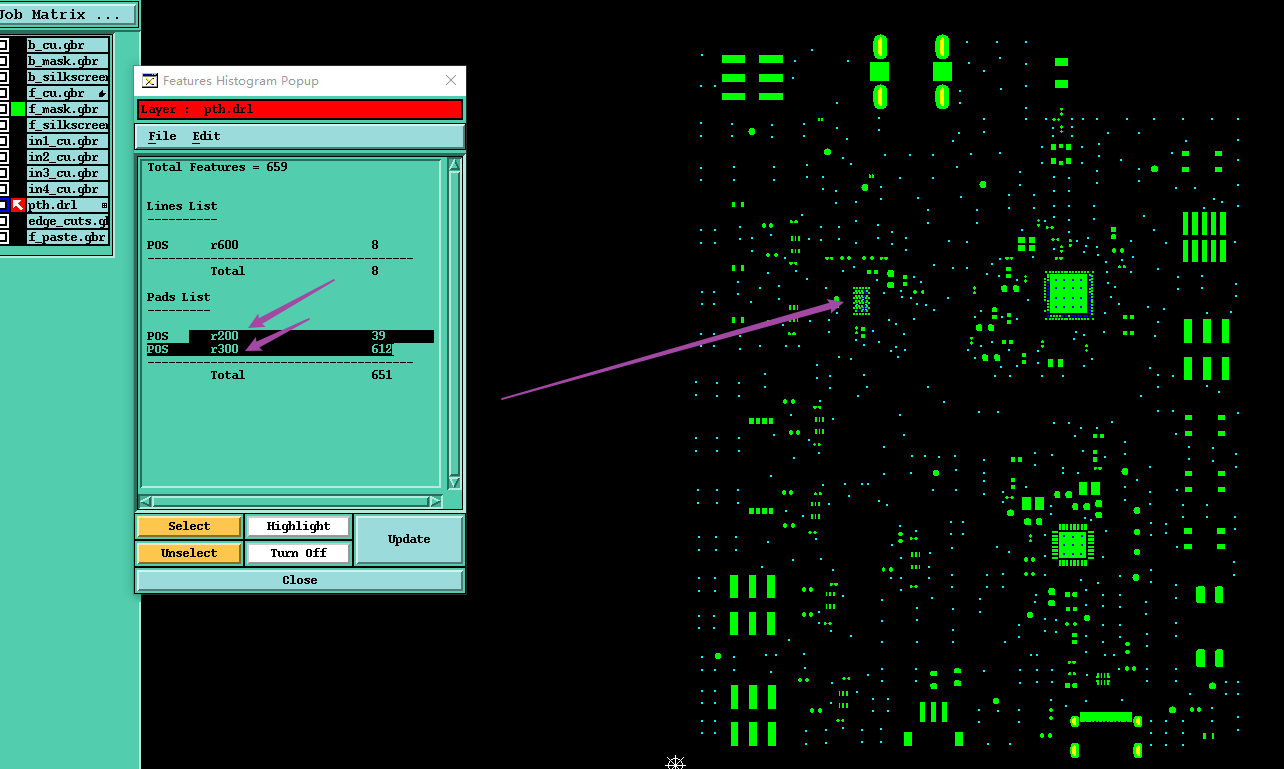 Job Matrix ...
b_cu.gbr
b_mask.gbr
b_silkscreen
f_cu.gbr
f_mask.gbr
f_silkscreen
in1_cu.gbr
in2_cu.gbr
in3_cu.gbr
in4_cu.gbr
pth.drl
edge_cuts.gb
f_paste.gbr
Features Histogram Popup
Layer : pth.drl
File Edit
Total Features = 659
Lines List
----------
POS r600 8
--------------------------------------
Total 8
Pads List
---------
POS r200 39
POS r300 612
--------------------------------------
Total 651
Select Highlight
Update
Unselect Turn Off
Close